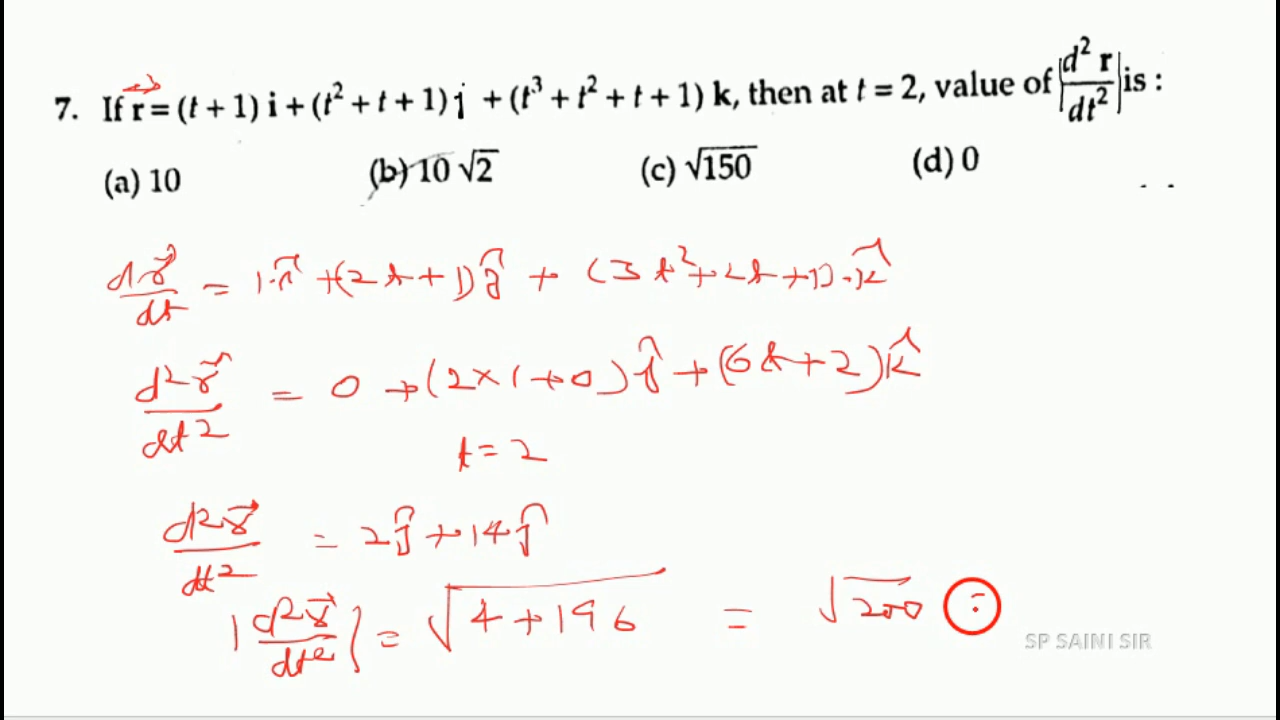 7. If r = (t + 1) i + (t² + t + 1) j + (t³ + t² + t + 1) k, then at t = 2, value of |d² r/dt²| is :
(a) 10 (b) 10 √2 (c) √150 (d) 0
dr⃗/dt = 1·î + (2t+1)ĵ + (3t²+2t+1)·k̂
d²r⃗/dt² = 0 + (2×1+0)ĵ + (6t+2)k̂
t = 2
d²r⃗/dt² = 2ĵ + 14ĵ
|d²r⃗/dt²| = √4+196 = √200
SP SAINI SIR